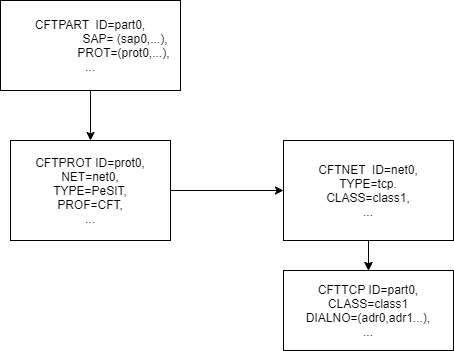 CFTPART ID=part0,
SAP= (sap0,...),
PROT=(prot0,...),
...
CFTPROT ID=prot0,
NET=net0,
TYPE=PeSIT,
PROF=CFT,
...
CFTNET ID=net0,
TYPE=tcp.
CLASS=class1,
...
CFTTCP ID=part0,
CLASS=class1
DIALNO=(adr0,adr1...),
...